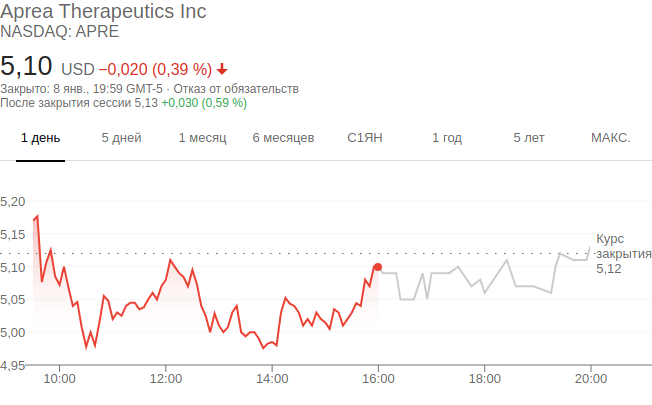 Aprea Therapeutics Inc
NASDAQ: APRE
5,10 USD −0,020 (0,39 %)
Закрыто: 8 янв., 19:59 GMT-5 · Отказ от обязательств
После закрытия сессии 5,13 +0,030 (0,59 %)
1 день 5 дней 1 месяц 6 месяцев С1ЯН 1 год 5 лет МАКС.
5,20
5,15
5,10
5,05
5,00
4,95
Курс
закрытия
5,12
10:00 12:00 14:00 16:00 18:00 20:00